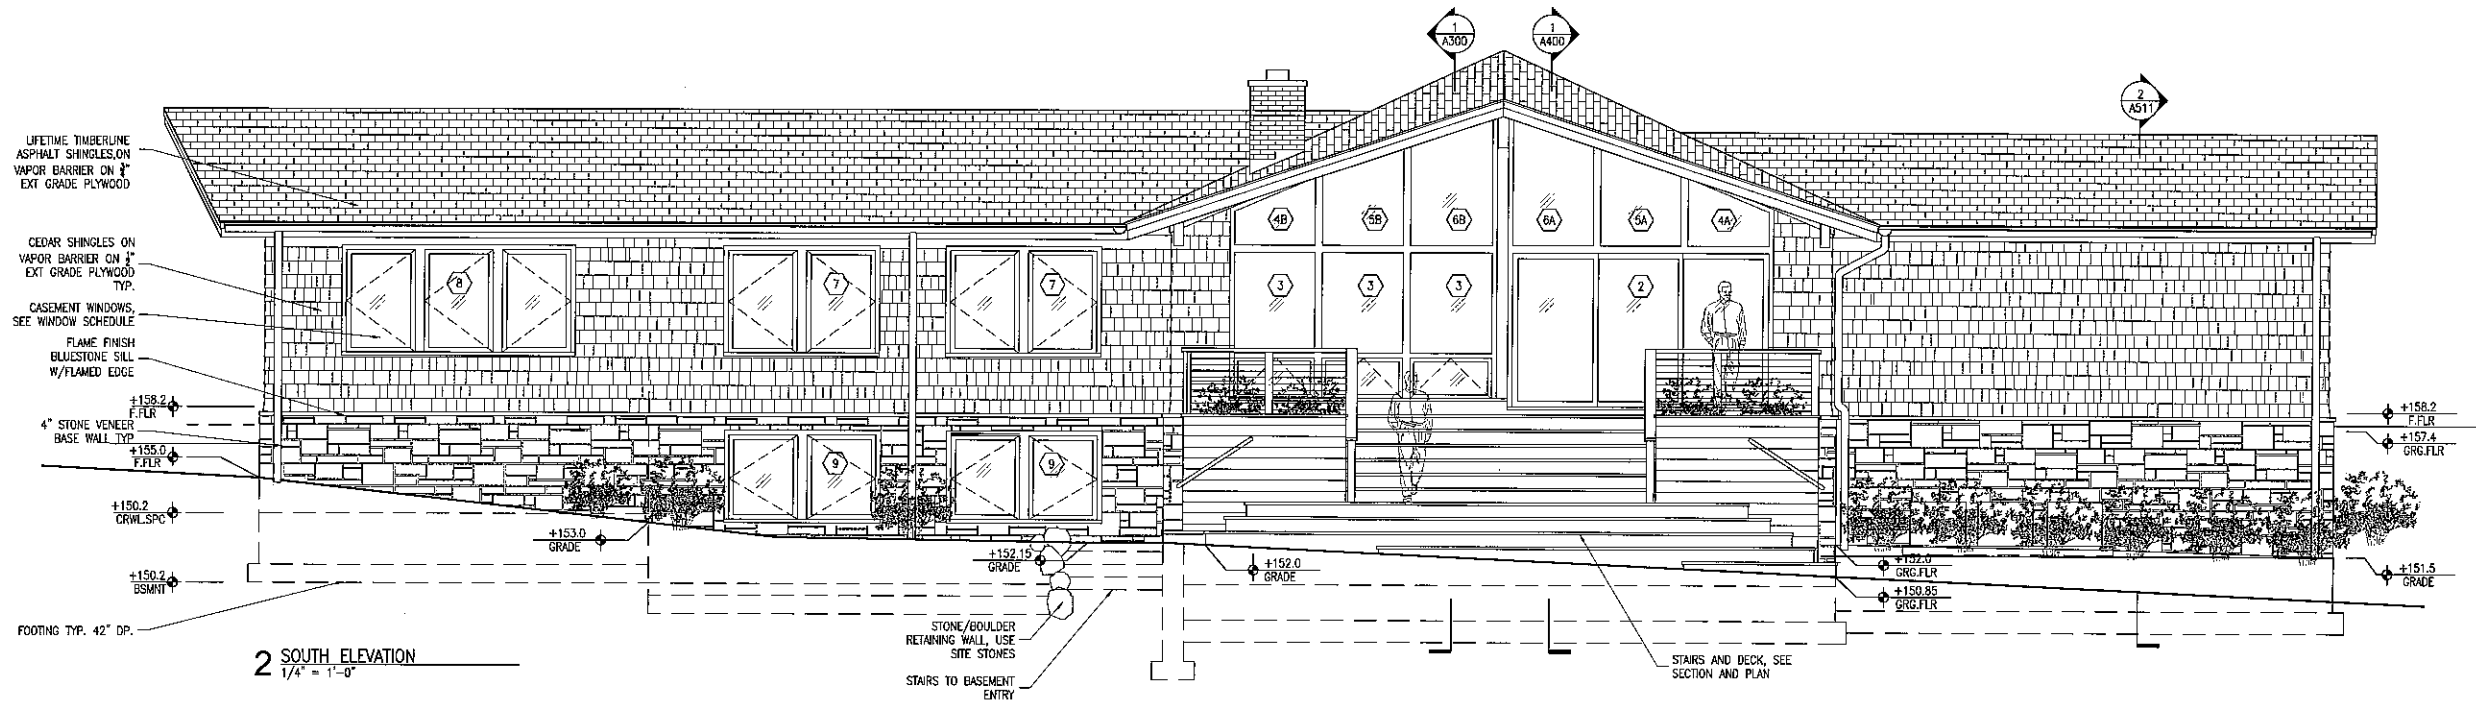 1
A300
1
A400
2
A511
LIFETIME TIMBERLINE
ASPHALT SHINGLES,ON
VAPOR BARRIER ON
EXT GRADE PLYWOOD
CEDAR SHINGLES ON
VAPOR BARRIER ON ½"
EXT GRADE PLYWOOD
TYP.
CASEMENT WINDOWS,
SEE WINDOW SCHEDULE
FLAME FINISH
BLUESTONE SILL
W/FLAMED EDGE
+158.2
F.FLR
4" STONE VENEER
BASE WALL TYP
+155.0
F.FLR
+150.2
CRWL.SPC
+150.2
BSMNT
FOOTING TYP. 42" DP.
8
7
7
4B
5B
6B
6A
5A
4A
3
3
3
2
9
9
+153.0
GRADE
+152.15
GRADE
+152.0
GRADE
+158.2
F.FLR
+157.4
GRG.FLR
+152.0
GRG.FLR
+150.85
GRG.FLR
+151.5
GRADE
STONE/BOULDER
RETAINING WALL, USE
SITE STONES
STAIRS TO BASEMENT
ENTRY
STAIRS AND DECK, SEE
SECTION AND PLAN
2 SOUTH ELEVATION
1/4" = 1'-0"